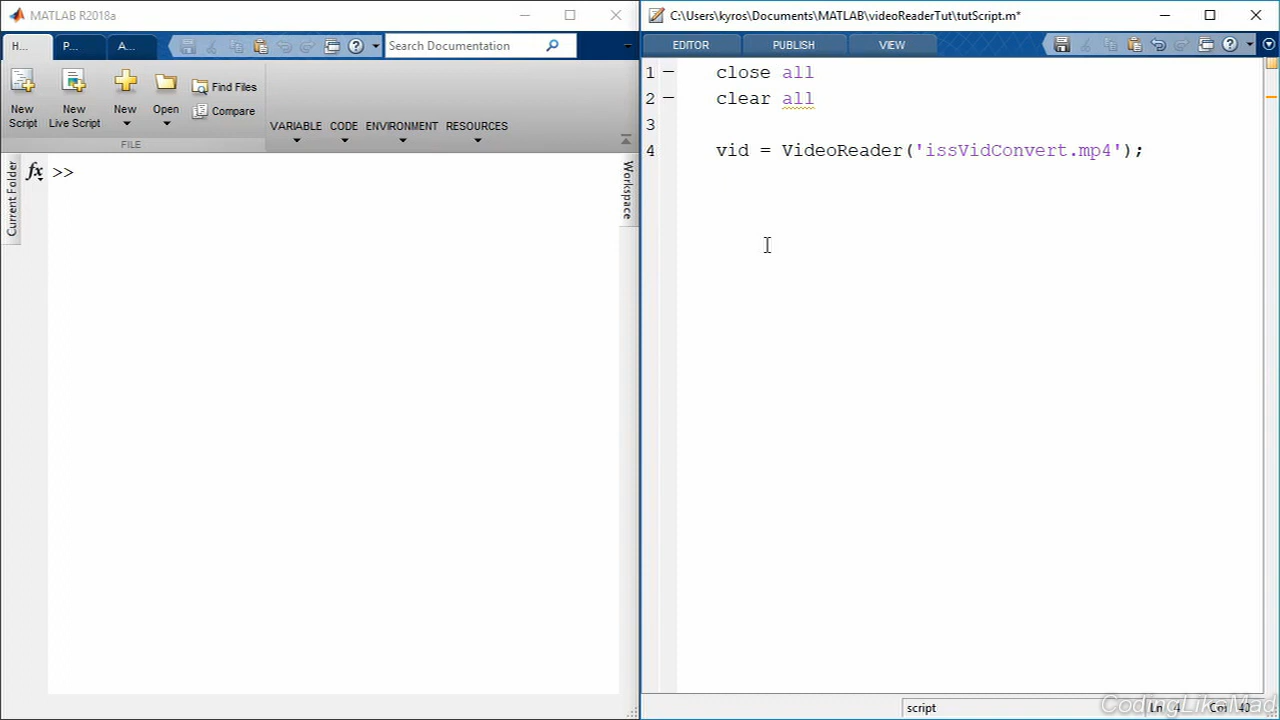 MATLAB R2018a
H... P... A... Search Documentation
New Script
New Live Script
New
Open
Find Files
Compare
VARIABLE CODE ENVIRONMENT RESOURCES
FILE
Current Folder
fx >>
Workspace
C:\Users\kyros\Documents\MATLAB\videoReaderTut\tutScript.m*
EDITOR PUBLISH VIEW
1 — close all
2 — clear all
3
4 vid = VideoReader('issVidConvert.mp4');
script Ln 4 Col 40
CodingLikeMad